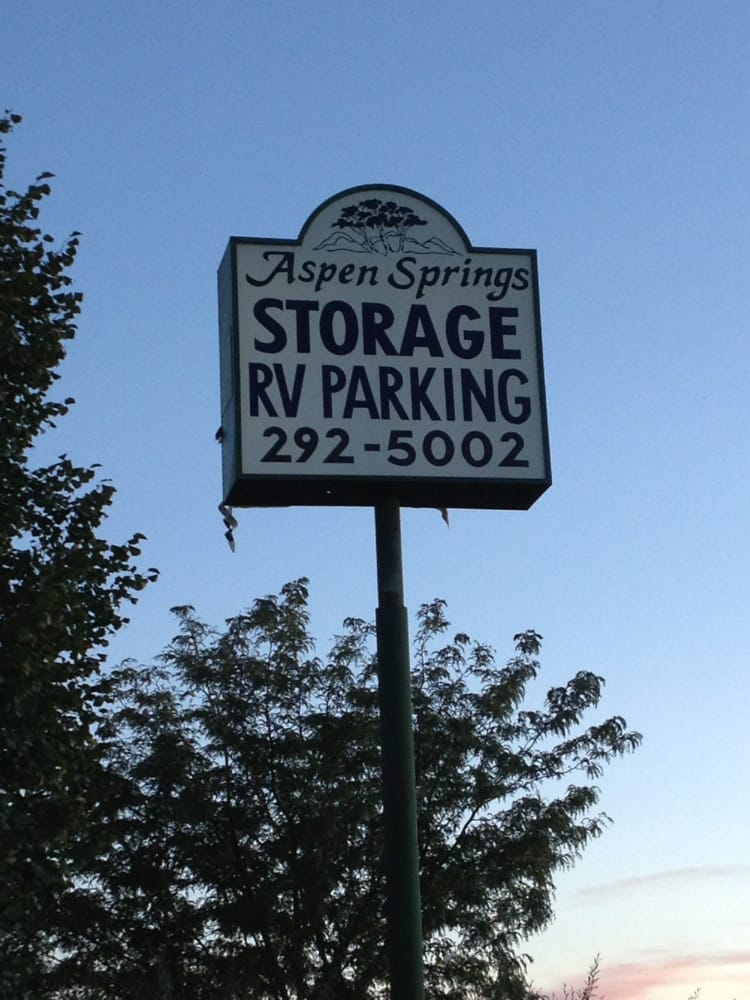 Aspen Springs
STORAGE
RV PARKING
292-5002